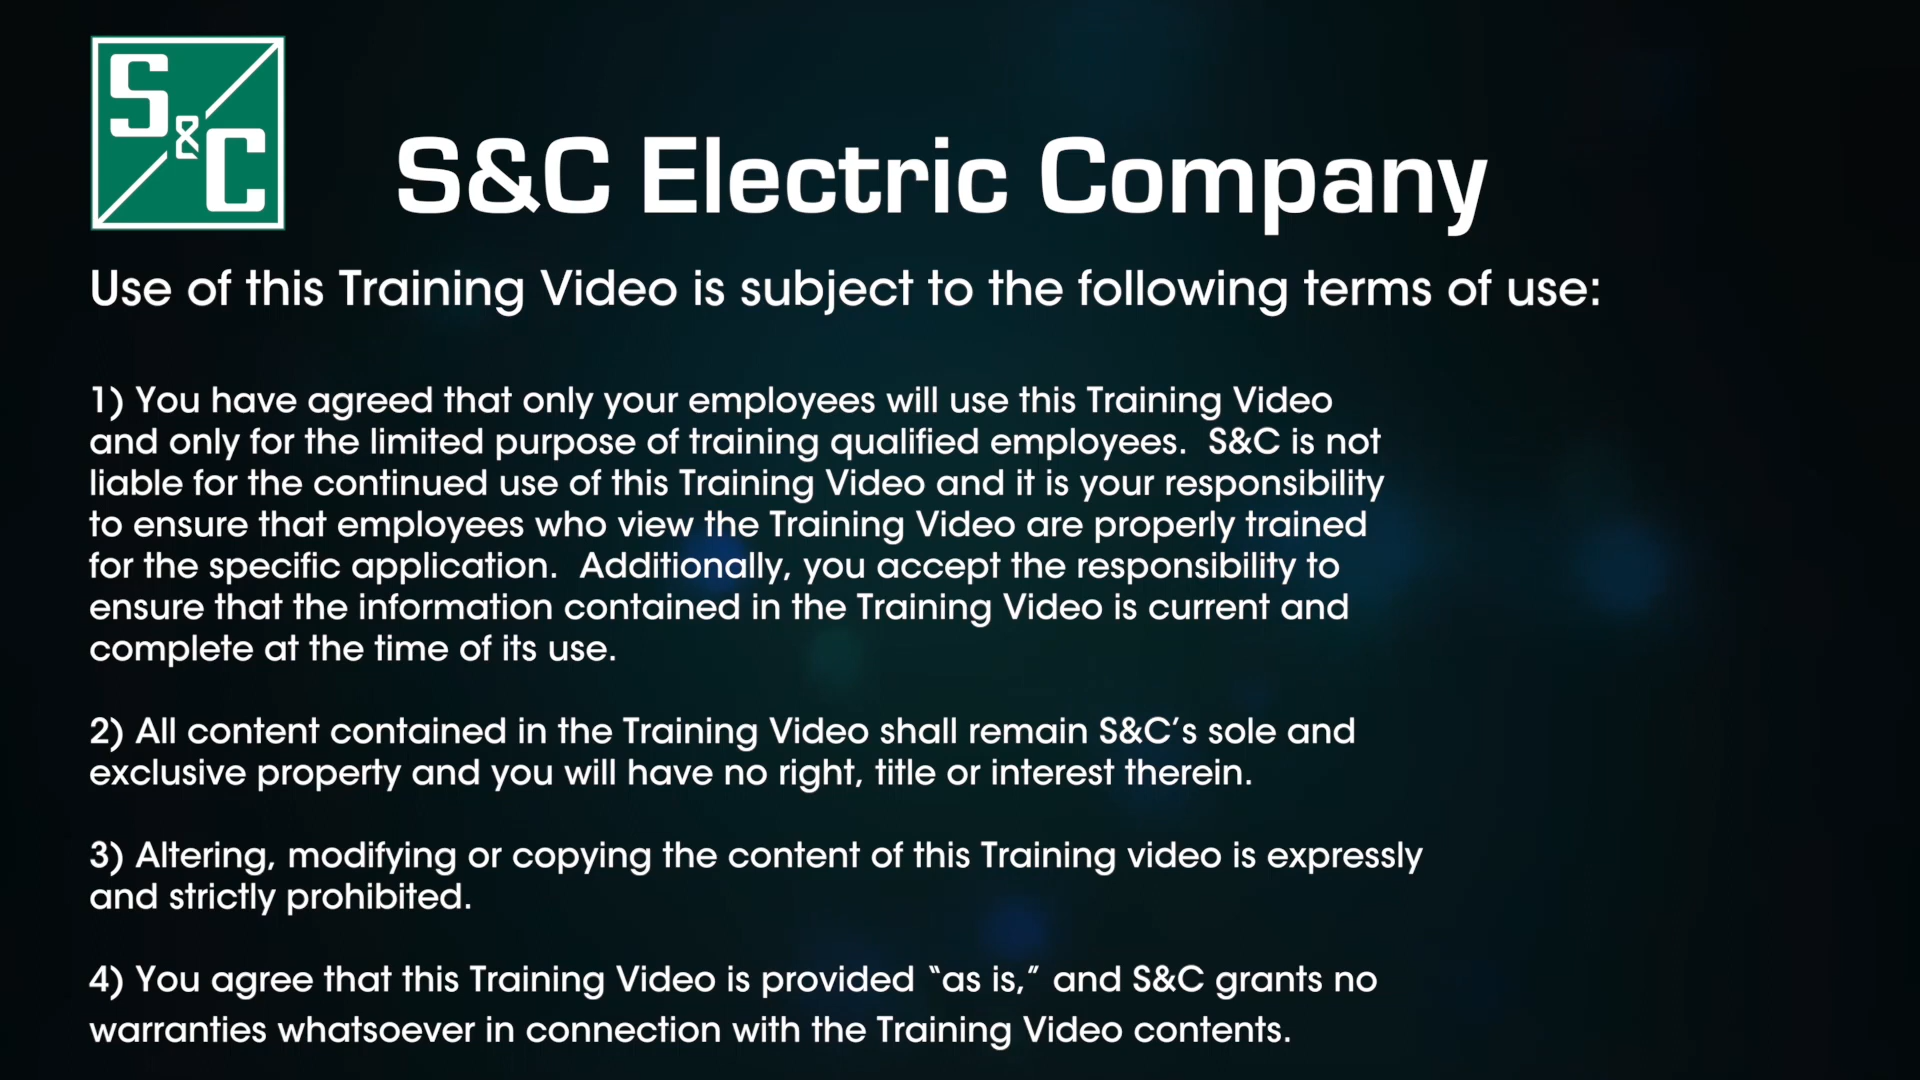 S&C
S&C Electric Company
Use of this Training Video is subject to the following terms of use:
1) You have agreed that only your employees will use this Training Video
and only for the limited purpose of training qualified employees.  S&C is not
liable for the continued use of this Training Video and it is your responsibility
to ensure that employees who view the Training Video are properly trained
for the specific application.  Additionally, you accept the responsibility to
ensure that the information contained in the Training Video is current and
complete at the time of its use.
2) All content contained in the Training Video shall remain S&C’s sole and
exclusive property and you will have no right, title or interest therein.
3) Altering, modifying or copying the content of this Training video is expressly
and strictly prohibited.
4) You agree that this Training Video is provided “as is,” and S&C grants no
warranties whatsoever in connection with the Training Video contents.